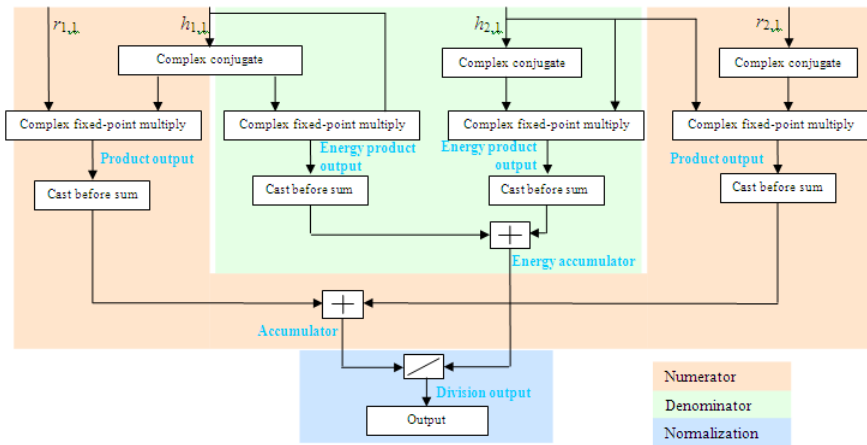 r1,1 h1,1 h2,1 r2,1
Complex conjugate Complex conjugate Complex conjugate
Complex fixed-point multiply Complex fixed-point multiply Complex fixed-point multiply Complex fixed-point multiply
Product output Energy product output Energy product output Product output
Cast before sum Cast before sum Cast before sum Cast before sum
+
Energy accumulator
+
Accumulator
Division output
Output
Numerator
Denominator
Normalization